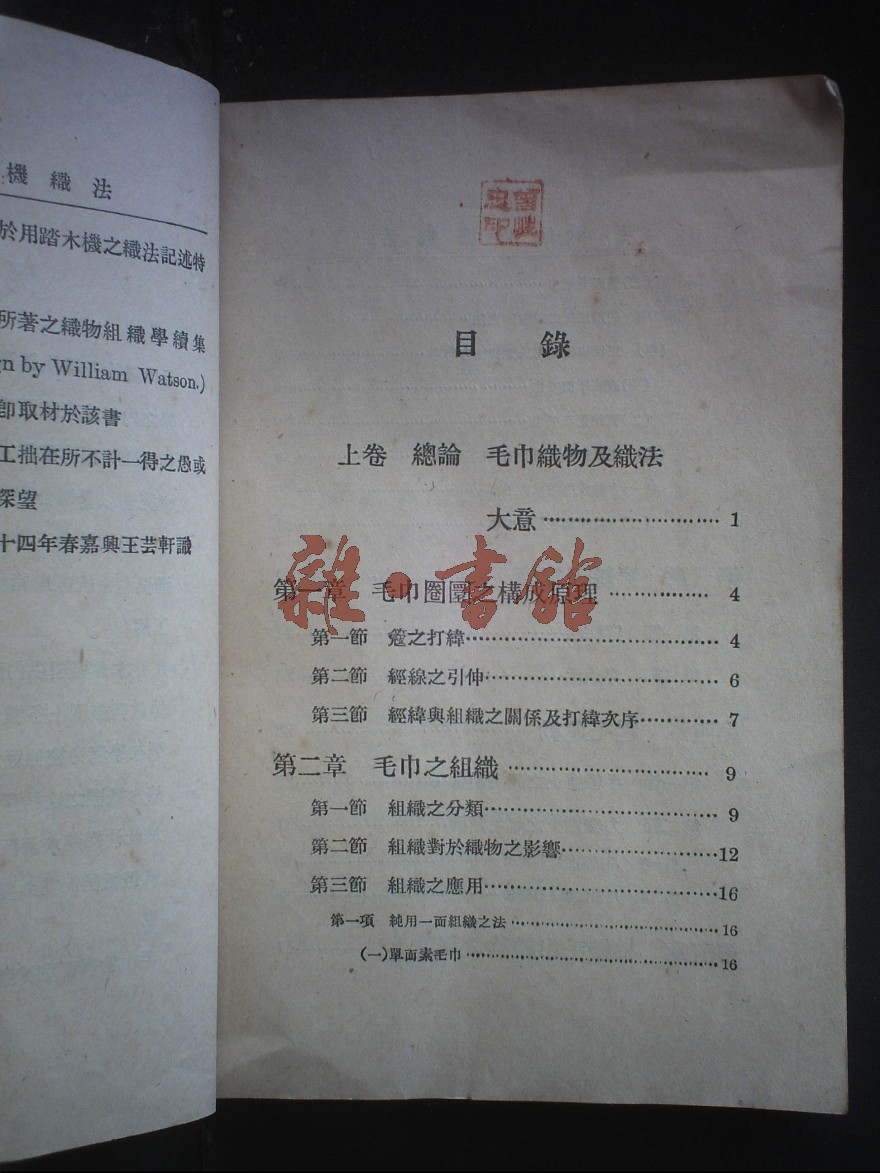 機織法
於用踏木機之織法記述特
所著之織物組織學續集
n by William Watson.)
卽取材於該書
工拙在所不計一得之愚或
深望
十四年春嘉興王芸軒識
目錄
上卷 總論 毛巾織物及織法
大意 1
第一章 毛巾圈之構成原理 4
第一節 之打緯 4
第二節 經線之引伸 6
第三節 經緯與組織之關係及打緯次序 7
第二章 毛巾之組織 9
第一節 組織之分類 9
第二節 組織對於織物之影響 12
第三節 組織之應用 16
第一項 純用一面組織之法 16
(一)單面素毛巾 16
雜·書館